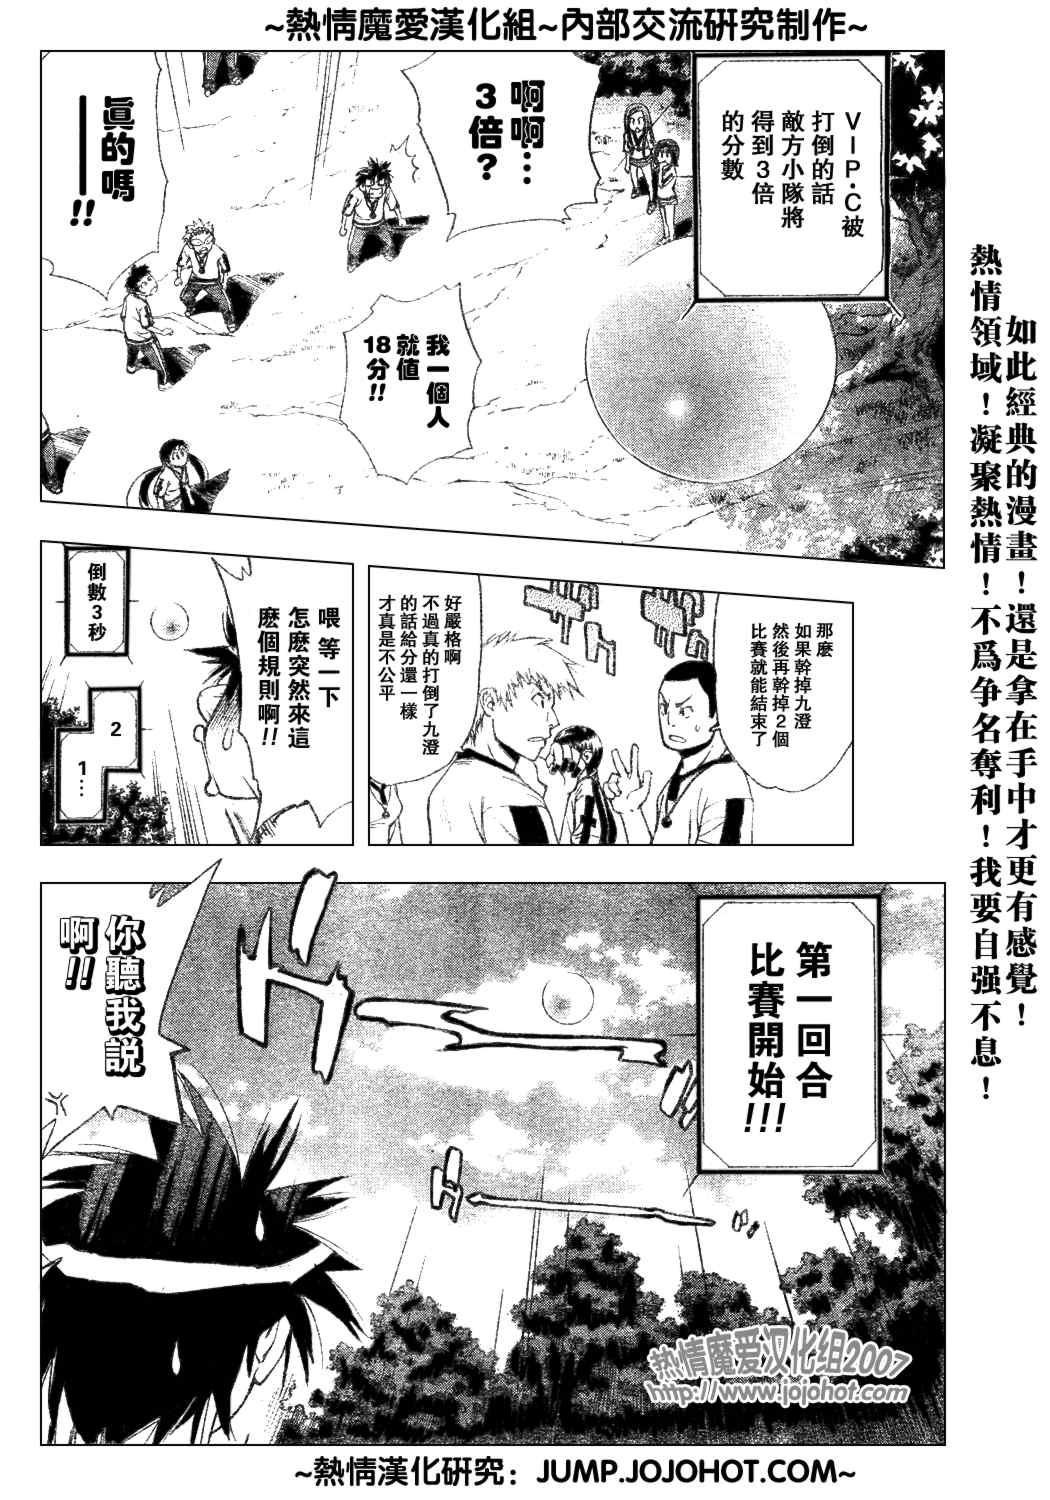 ~熱情魔愛漢化組~內部交流研究制作~
VIP·C被
打倒的話
敵方小隊將
得到3倍
的分數
啊啊…
3倍?
真的嗎
——!!
我一個人
就值
18分!!
那麽
如果幹掉九澄
然後再幹掉2個
比賽就能結束了
好嚴格啊
不過真的打倒了九澄
的話給分還一樣
才真是不公平
喂 等一下
怎麽突然來這
麽個規則啊!!
倒數3秒
2
1…
第一回合
比賽開始!!!
ド
ド
你聽我説
啊!!
如此經典的漫畫！還是拿在手中才更有感覺！
熱情領域！凝聚熱情！不爲争名奪利！我要自强不息！
热情魔爱汉化组2007
http://www.jojohot.com
~熱情漢化研究：JUMP.JOJOHOT.COM~